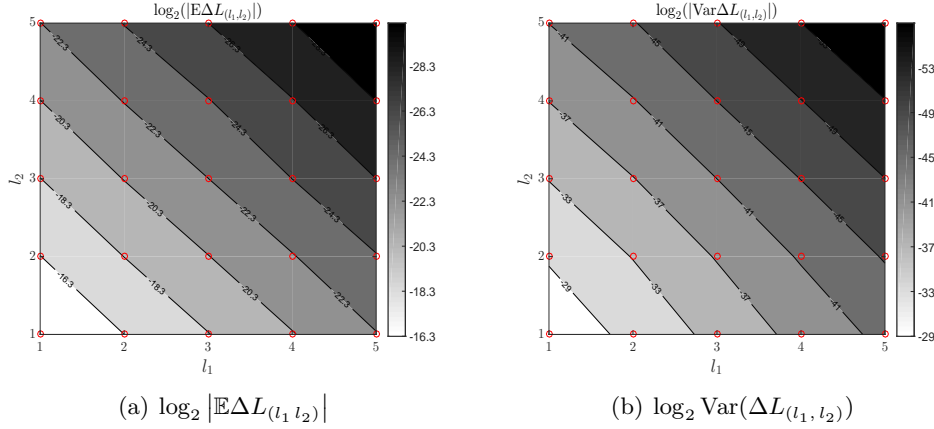 log₂(|EΔL₍ₗ₁,ₗ₂₎|)
5
4
3
2
1
l₂
1 2 3 4 5
l₁
-22.3 -24.3 -26.3
-20.3 -22.3 -24.3 -26.3
-18.3 -20.3 -22.3 -24.3
-16.3 -18.3 -20.3 -22.3
-28.3
-26.3
-24.3
-22.3
-20.3
-18.3
-16.3
(a) log₂ |𝔼ΔL₍ₗ₁ ₗ₂₎|
log₂(|VarΔL₍ₗ₁,ₗ₂₎|)
5
4
3
2
1
l₂
1 2 3 4 5
l₁
-41 -45 -49
-37 -41 -45 -49
-33 -37 -41 -45
-29 -33 -37 -41
-53
-49
-45
-41
-37
-33
-29
(b) log₂ Var(ΔL₍ₗ₁, ₗ₂₎)